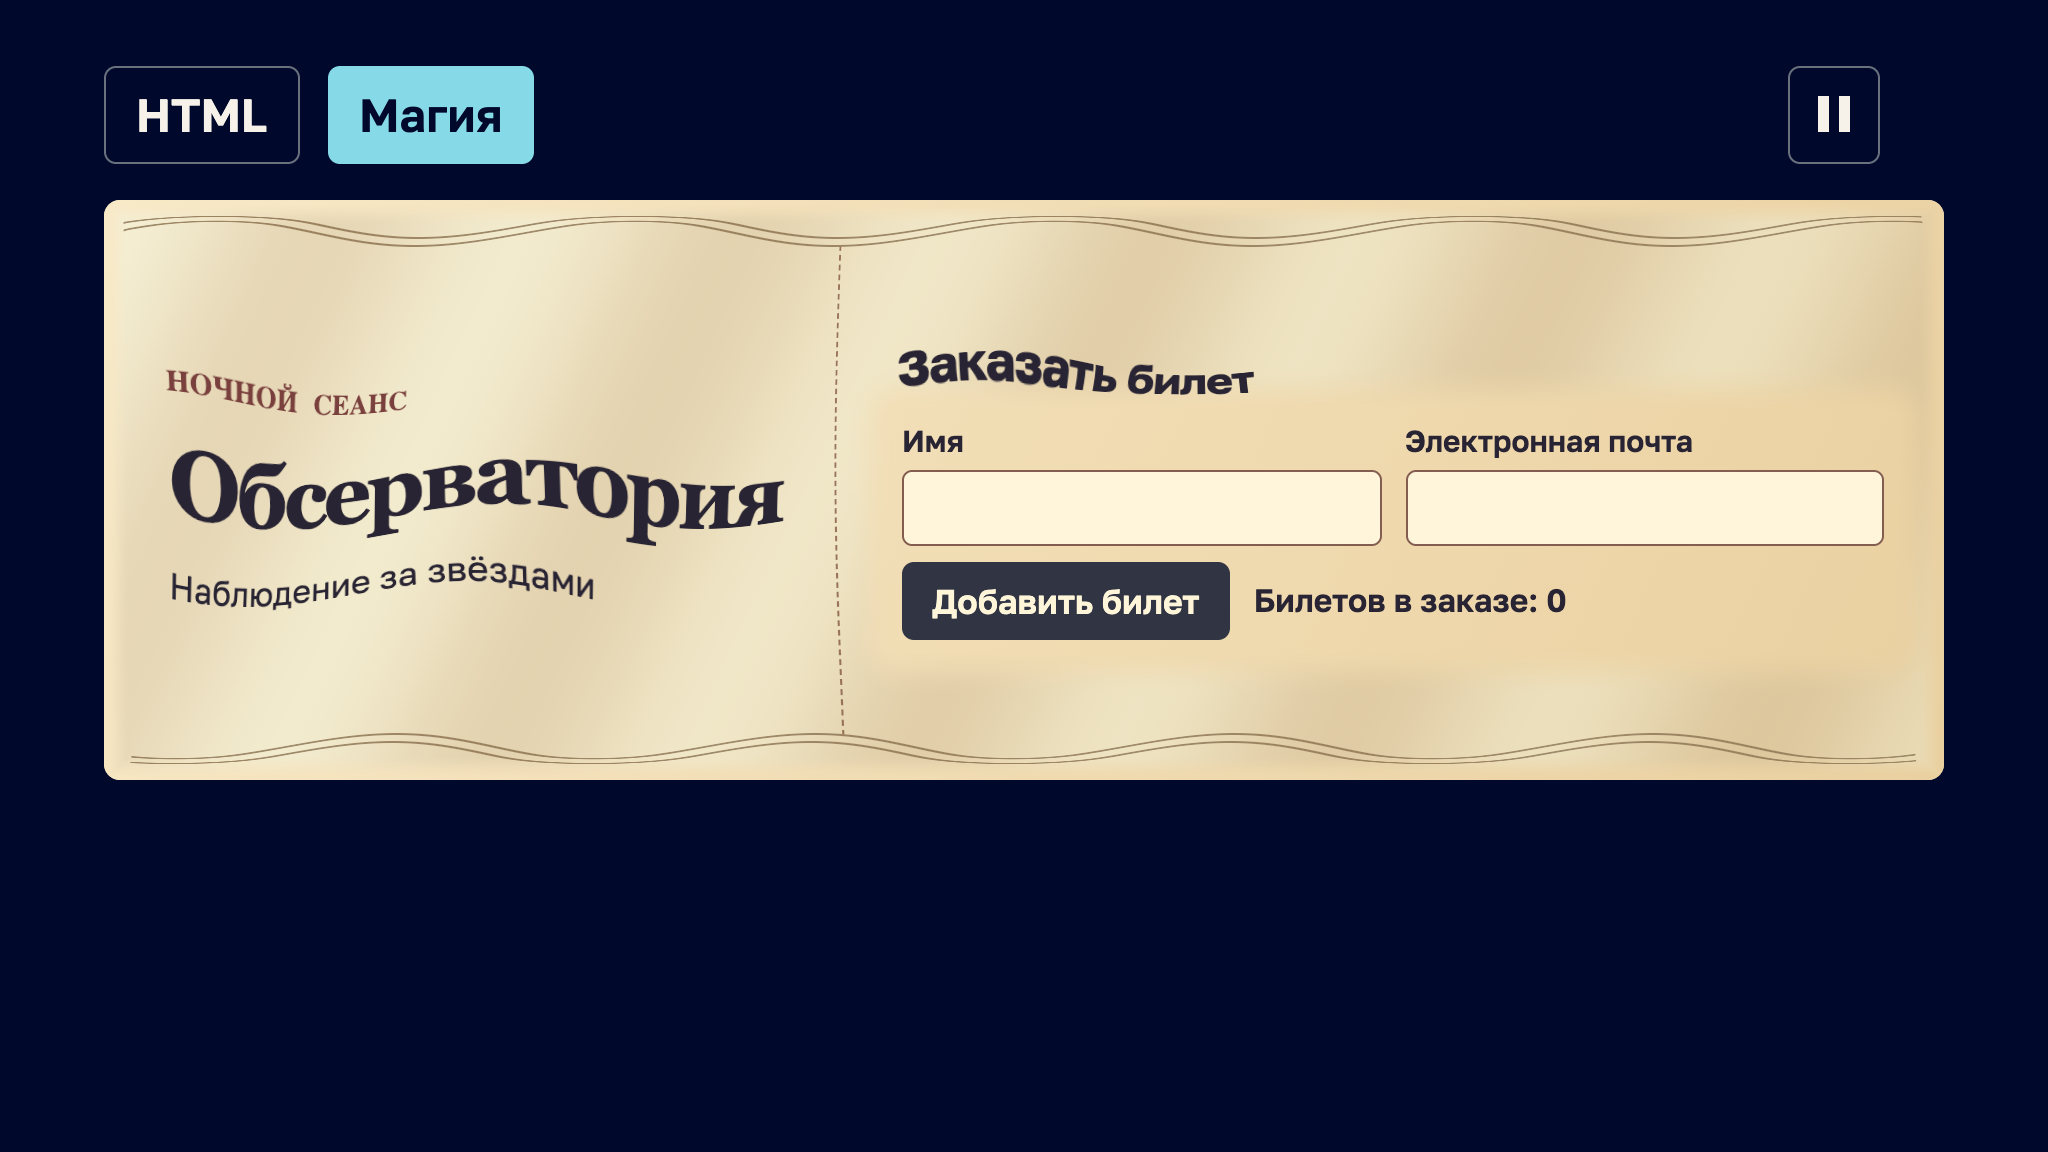 HTML
Магия
НОЧНОЙ СЕАНС
Обсерватория
Наблюдение за звёздами
Заказать билет
Имя
Электронная почта
Добавить билет
Билетов в заказе: 0